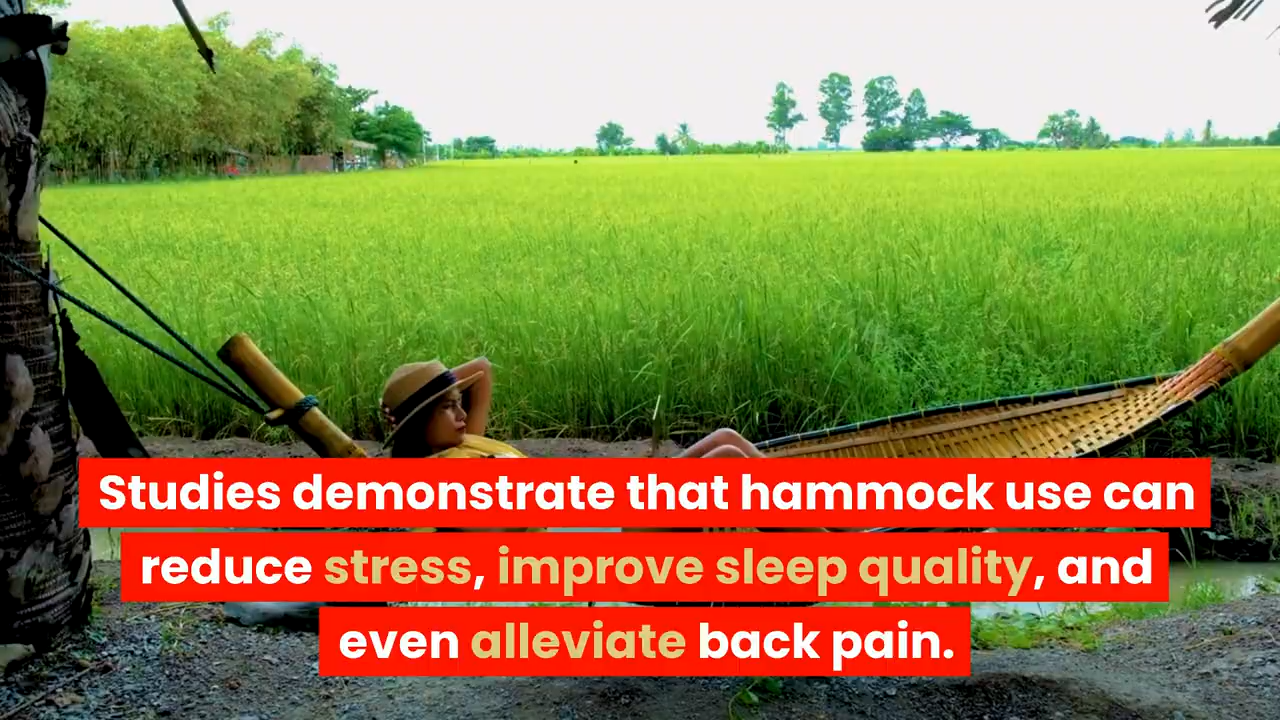 Studies demonstrate that hammock use can
reduce stress, improve sleep quality, and
even alleviate back pain.